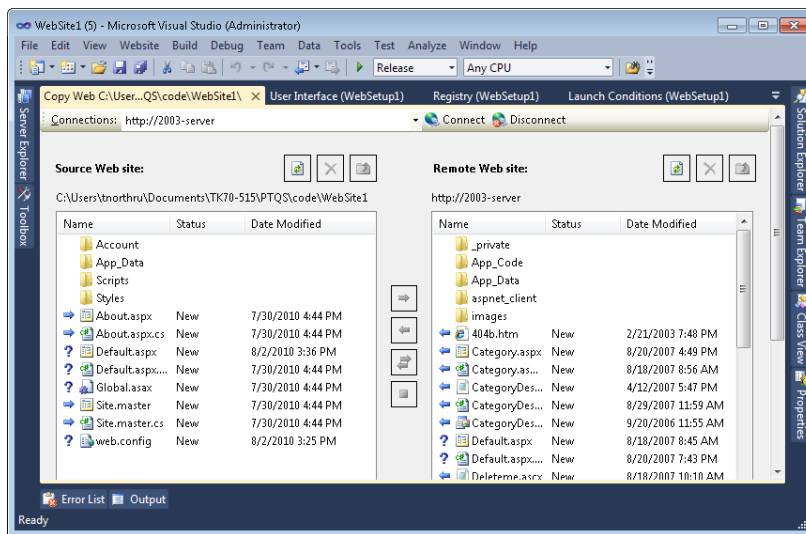 WebSite1 (5) - Microsoft Visual Studio (Administrator)
File Edit View Website Build Debug Team Data Tools Test Analyze Window Help
Release Any CPU
Copy Web C:\User...QS\code\WebSite1\ User Interface (WebSetup1) Registry (WebSetup1) Launch Conditions (WebSetup1)
Server Explorer
Toolbox
Connections: http://2003-server Connect Disconnect
Source Web site:
C:\Users\tnorthru\Documents\TK70-515\PTQS\code\WebSite1
Name Status Date Modified
Account
App_Data
Scripts
Styles
About.aspx New 7/30/2010 4:44 PM
About.aspx.cs New 7/30/2010 4:44 PM
? Default.aspx New 8/2/2010 3:36 PM
? Default.aspx.... New 7/30/2010 4:44 PM
? Global.asax New 7/30/2010 4:44 PM
Site.master New 7/30/2010 4:44 PM
Site.master.cs New 7/30/2010 4:44 PM
? web.config New 8/2/2010 3:25 PM
Remote Web site:
http://2003-server
Name Status Date Modified
_private
App_Code
App_Data
aspnet_client
images
404b.htm New 2/21/2003 7:48 PM
Category.aspx New 8/20/2007 4:49 PM
Category.as... New 8/18/2007 8:56 AM
CategoryDes... New 4/12/2007 5:47 PM
CategoryDes... New 8/29/2007 11:59 AM
CategoryDes... New 9/20/2006 11:55 AM
? Default.aspx New 8/18/2007 8:45 AM
? Default.aspx.... New 8/20/2007 7:43 PM
Deleteme.ascx New 8/18/2007 10:10 AM
Solution Explorer
Team Explorer
Class View
Properties
Error List Output
Ready